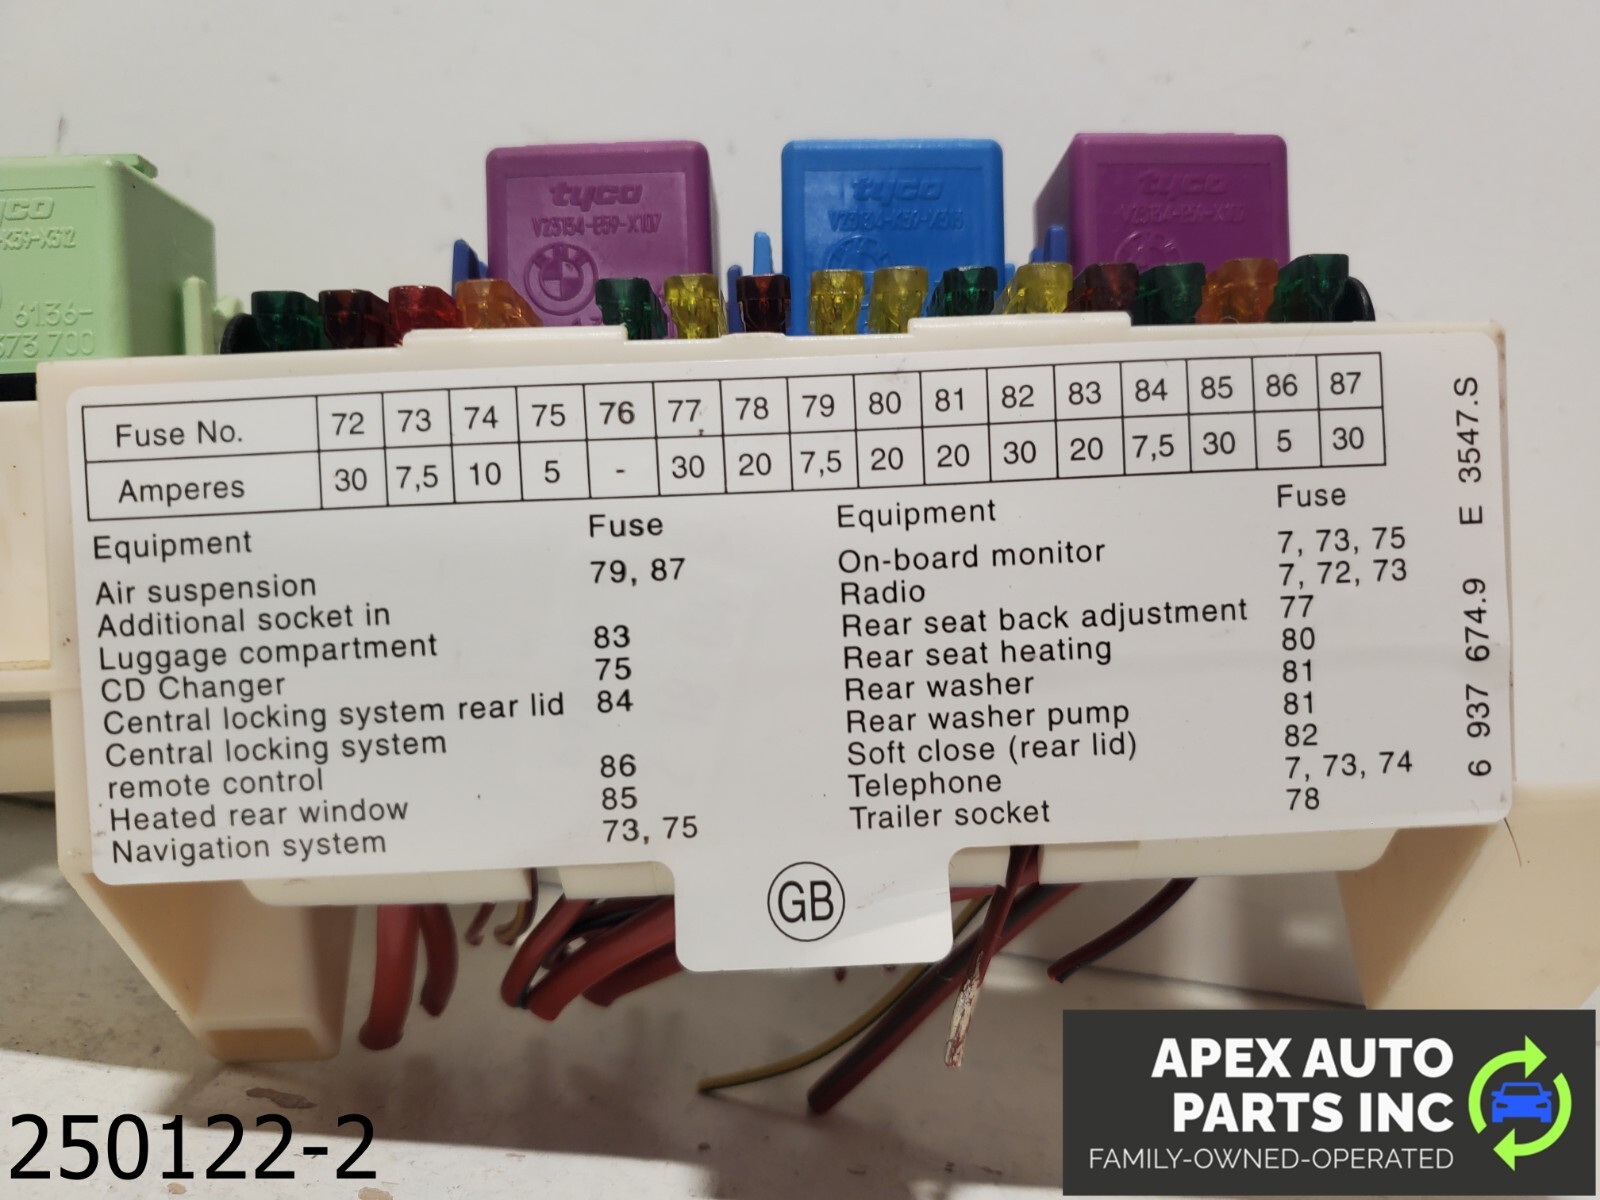 tyco
V23154-E59-X107
tyco
tyco
yco
-K59-X312
6136-
373 700
Fuse No. 72 73 74 75 76 77 78 79 80 81 82 83 84 85 86 87
Amperes 30 7,5 10 5 - 30 20 7,5 20 20 30 20 7,5 30 5 30
Equipment Fuse
Air suspension 79, 87
Additional socket in
Luggage compartment 83
CD Changer 75
Central locking system rear lid 84
Central locking system
remote control 86
Heated rear window 85
Navigation system 73, 75
Equipment Fuse
On-board monitor 7, 73, 75
Radio 7, 72, 73
Rear seat back adjustment 77
Rear seat heating 80
Rear washer 81
Rear washer pump 81
Soft close (rear lid) 82
Telephone 7, 73, 74
Trailer socket 78
6 937 674.9 E 3547.S
GB
250122-2
APEX AUTO
PARTS INC
FAMILY-OWNED-OPERATED